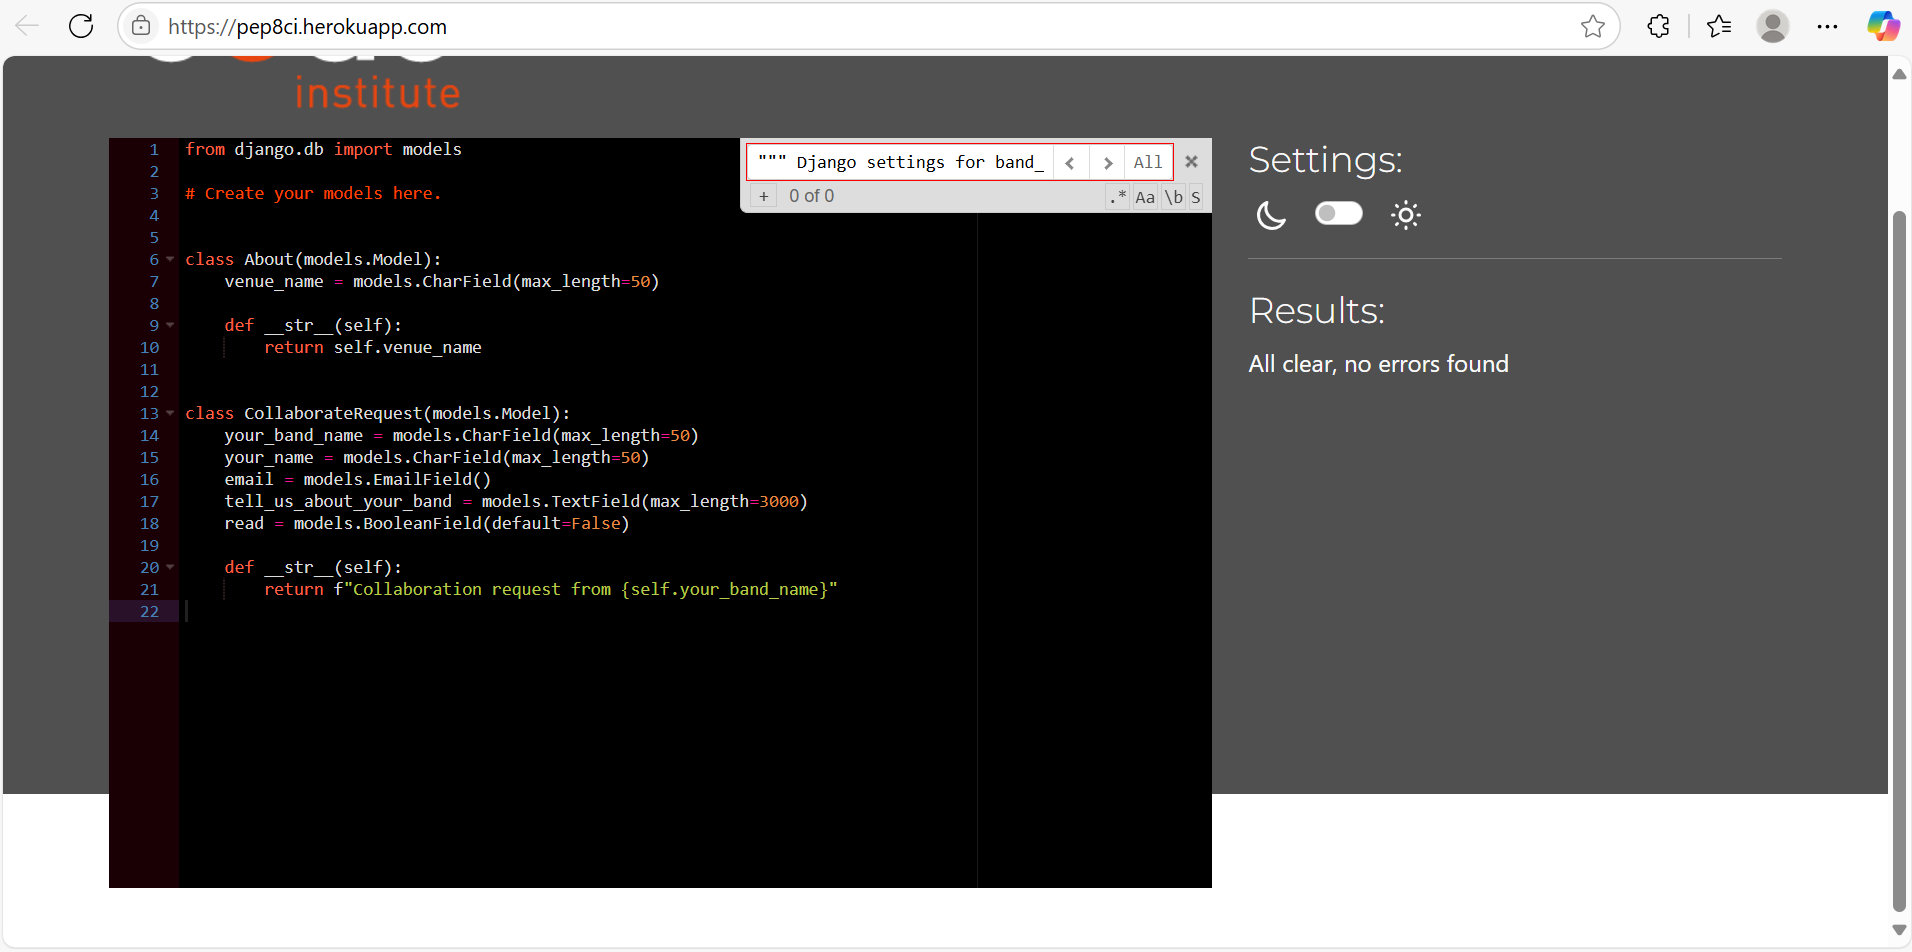 https://pep8ci.herokuapp.com
institute
""" Django settings for band_
All
+ 0 of 0
.* Aa \b S
1 from django.db import models
2
3 # Create your models here.
4
5
6 class About(models.Model):
7     venue_name = models.CharField(max_length=50)
8
9     def __str__(self):
10         return self.venue_name
11
12
13 class CollaborateRequest(models.Model):
14     your_band_name = models.CharField(max_length=50)
15     your_name = models.CharField(max_length=50)
16     email = models.EmailField()
17     tell_us_about_your_band = models.TextField(max_length=3000)
18     read = models.BooleanField(default=False)
19
20     def __str__(self):
21         return f"Collaboration request from {self.your_band_name}"
22
Settings:
Results:
All clear, no errors found